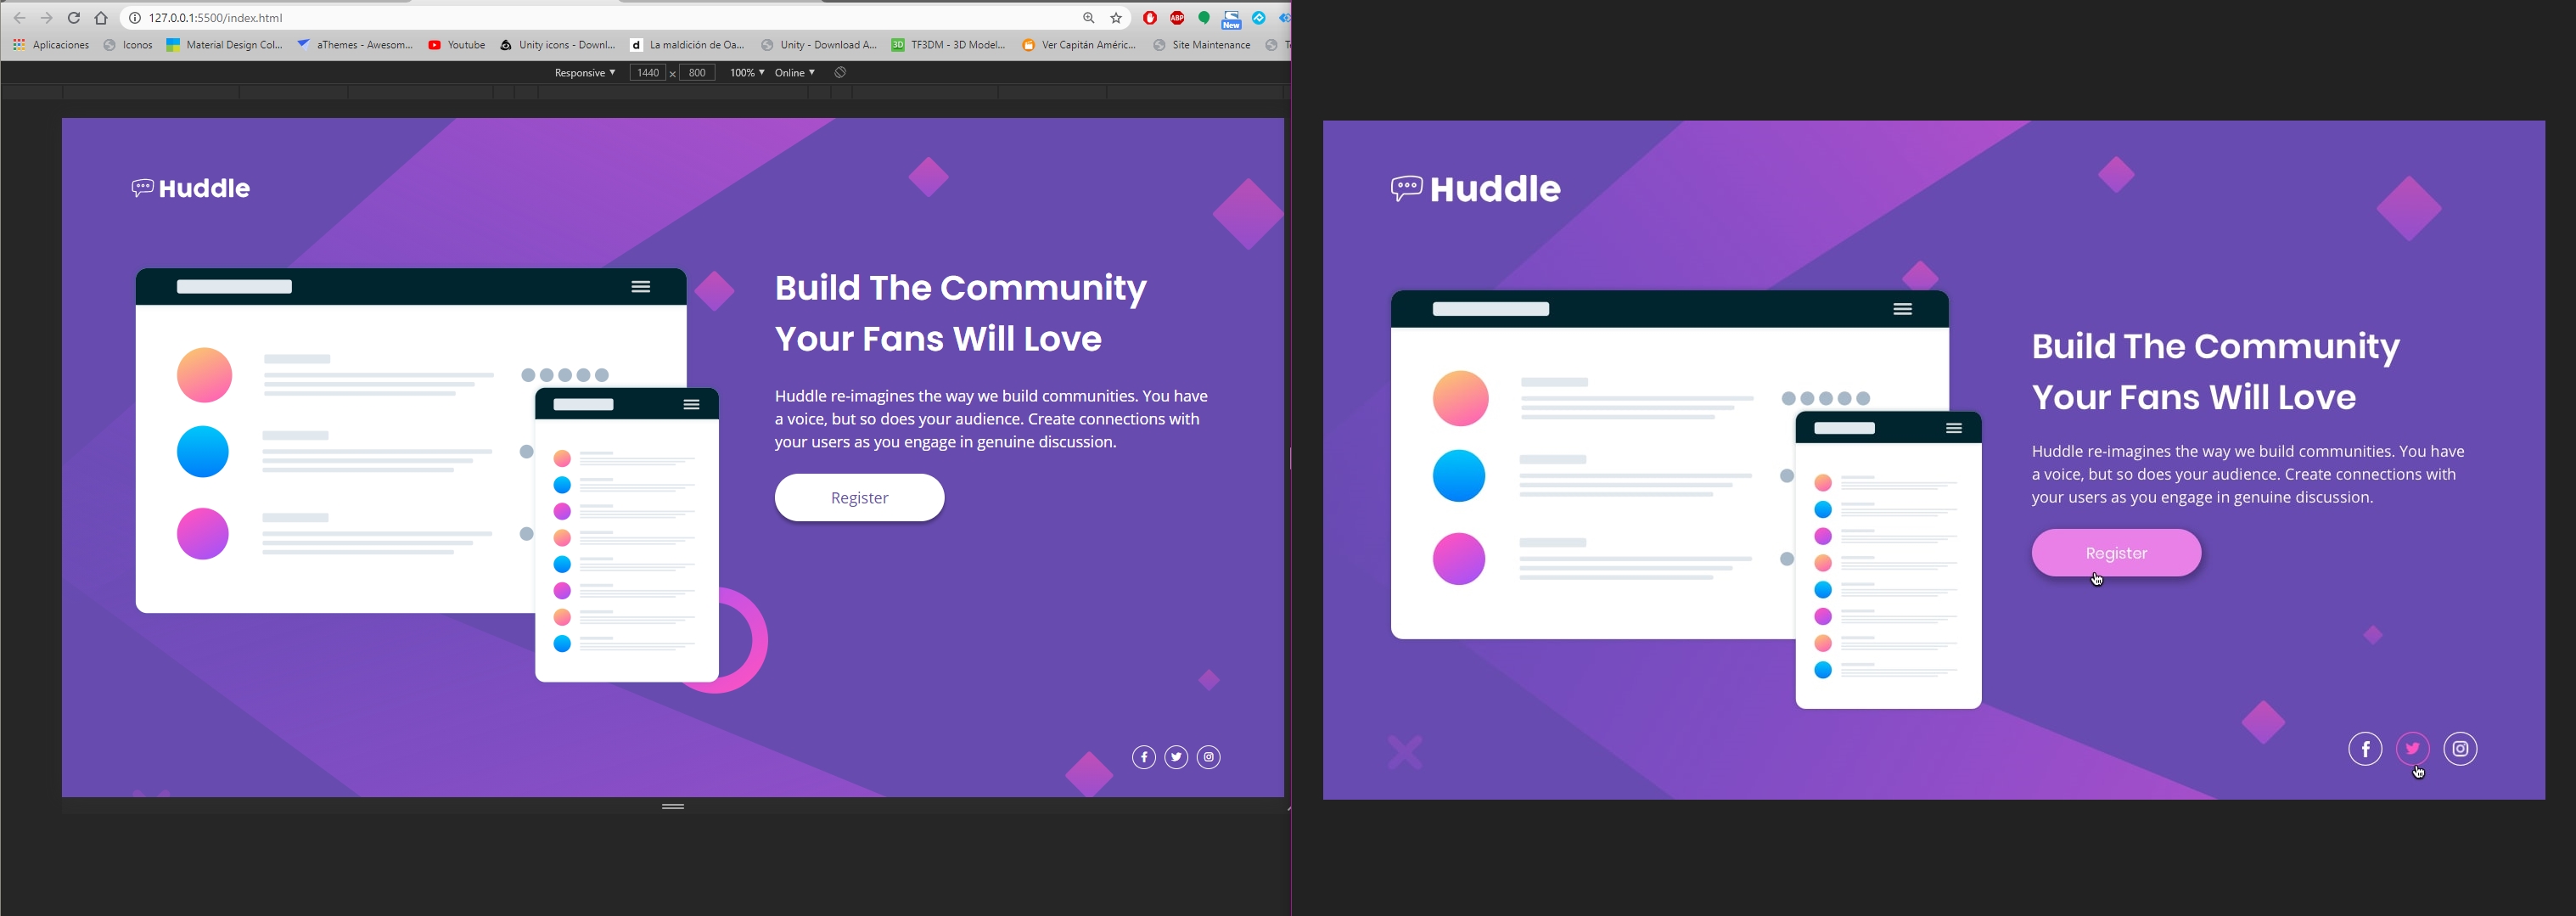 127.0.0.1:5500/index.html
ABP
New
Aplicaciones
Iconos
Material Design Col...
aThemes - Awesom...
Youtube
Unity icons - Downl...
d
La maldición de Oa...
Unity - Download A...
3D
TF3DM - 3D Model...
Ver Capitán Améric...
Site Maintenance
Responsive ▼
1440 x 800
100% ▼
Online ▼
Huddle
Build The Community
Your Fans Will Love
Huddle re-imagines the way we build communities. You have
a voice, but so does your audience. Create connections with
your users as you engage in genuine discussion.
Register
Huddle
Build The Community
Your Fans Will Love
Huddle re-imagines the way we build communities. You have
a voice, but so does your audience. Create connections with
your users as you engage in genuine discussion.
Register